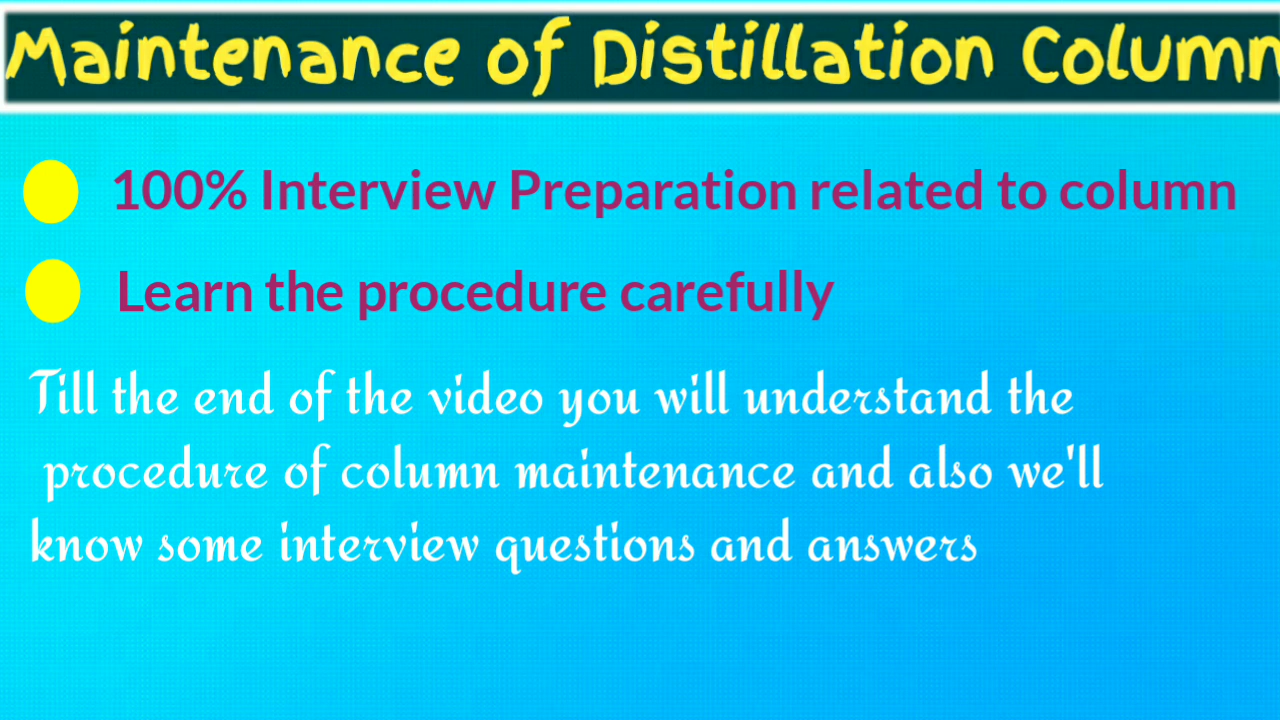 Maintenance of Distillation Column
100% Interview Preparation related to column
Learn the procedure carefully
Till the end of the video you will understand the
procedure of column maintenance and also we'll
know some interview questions and answers